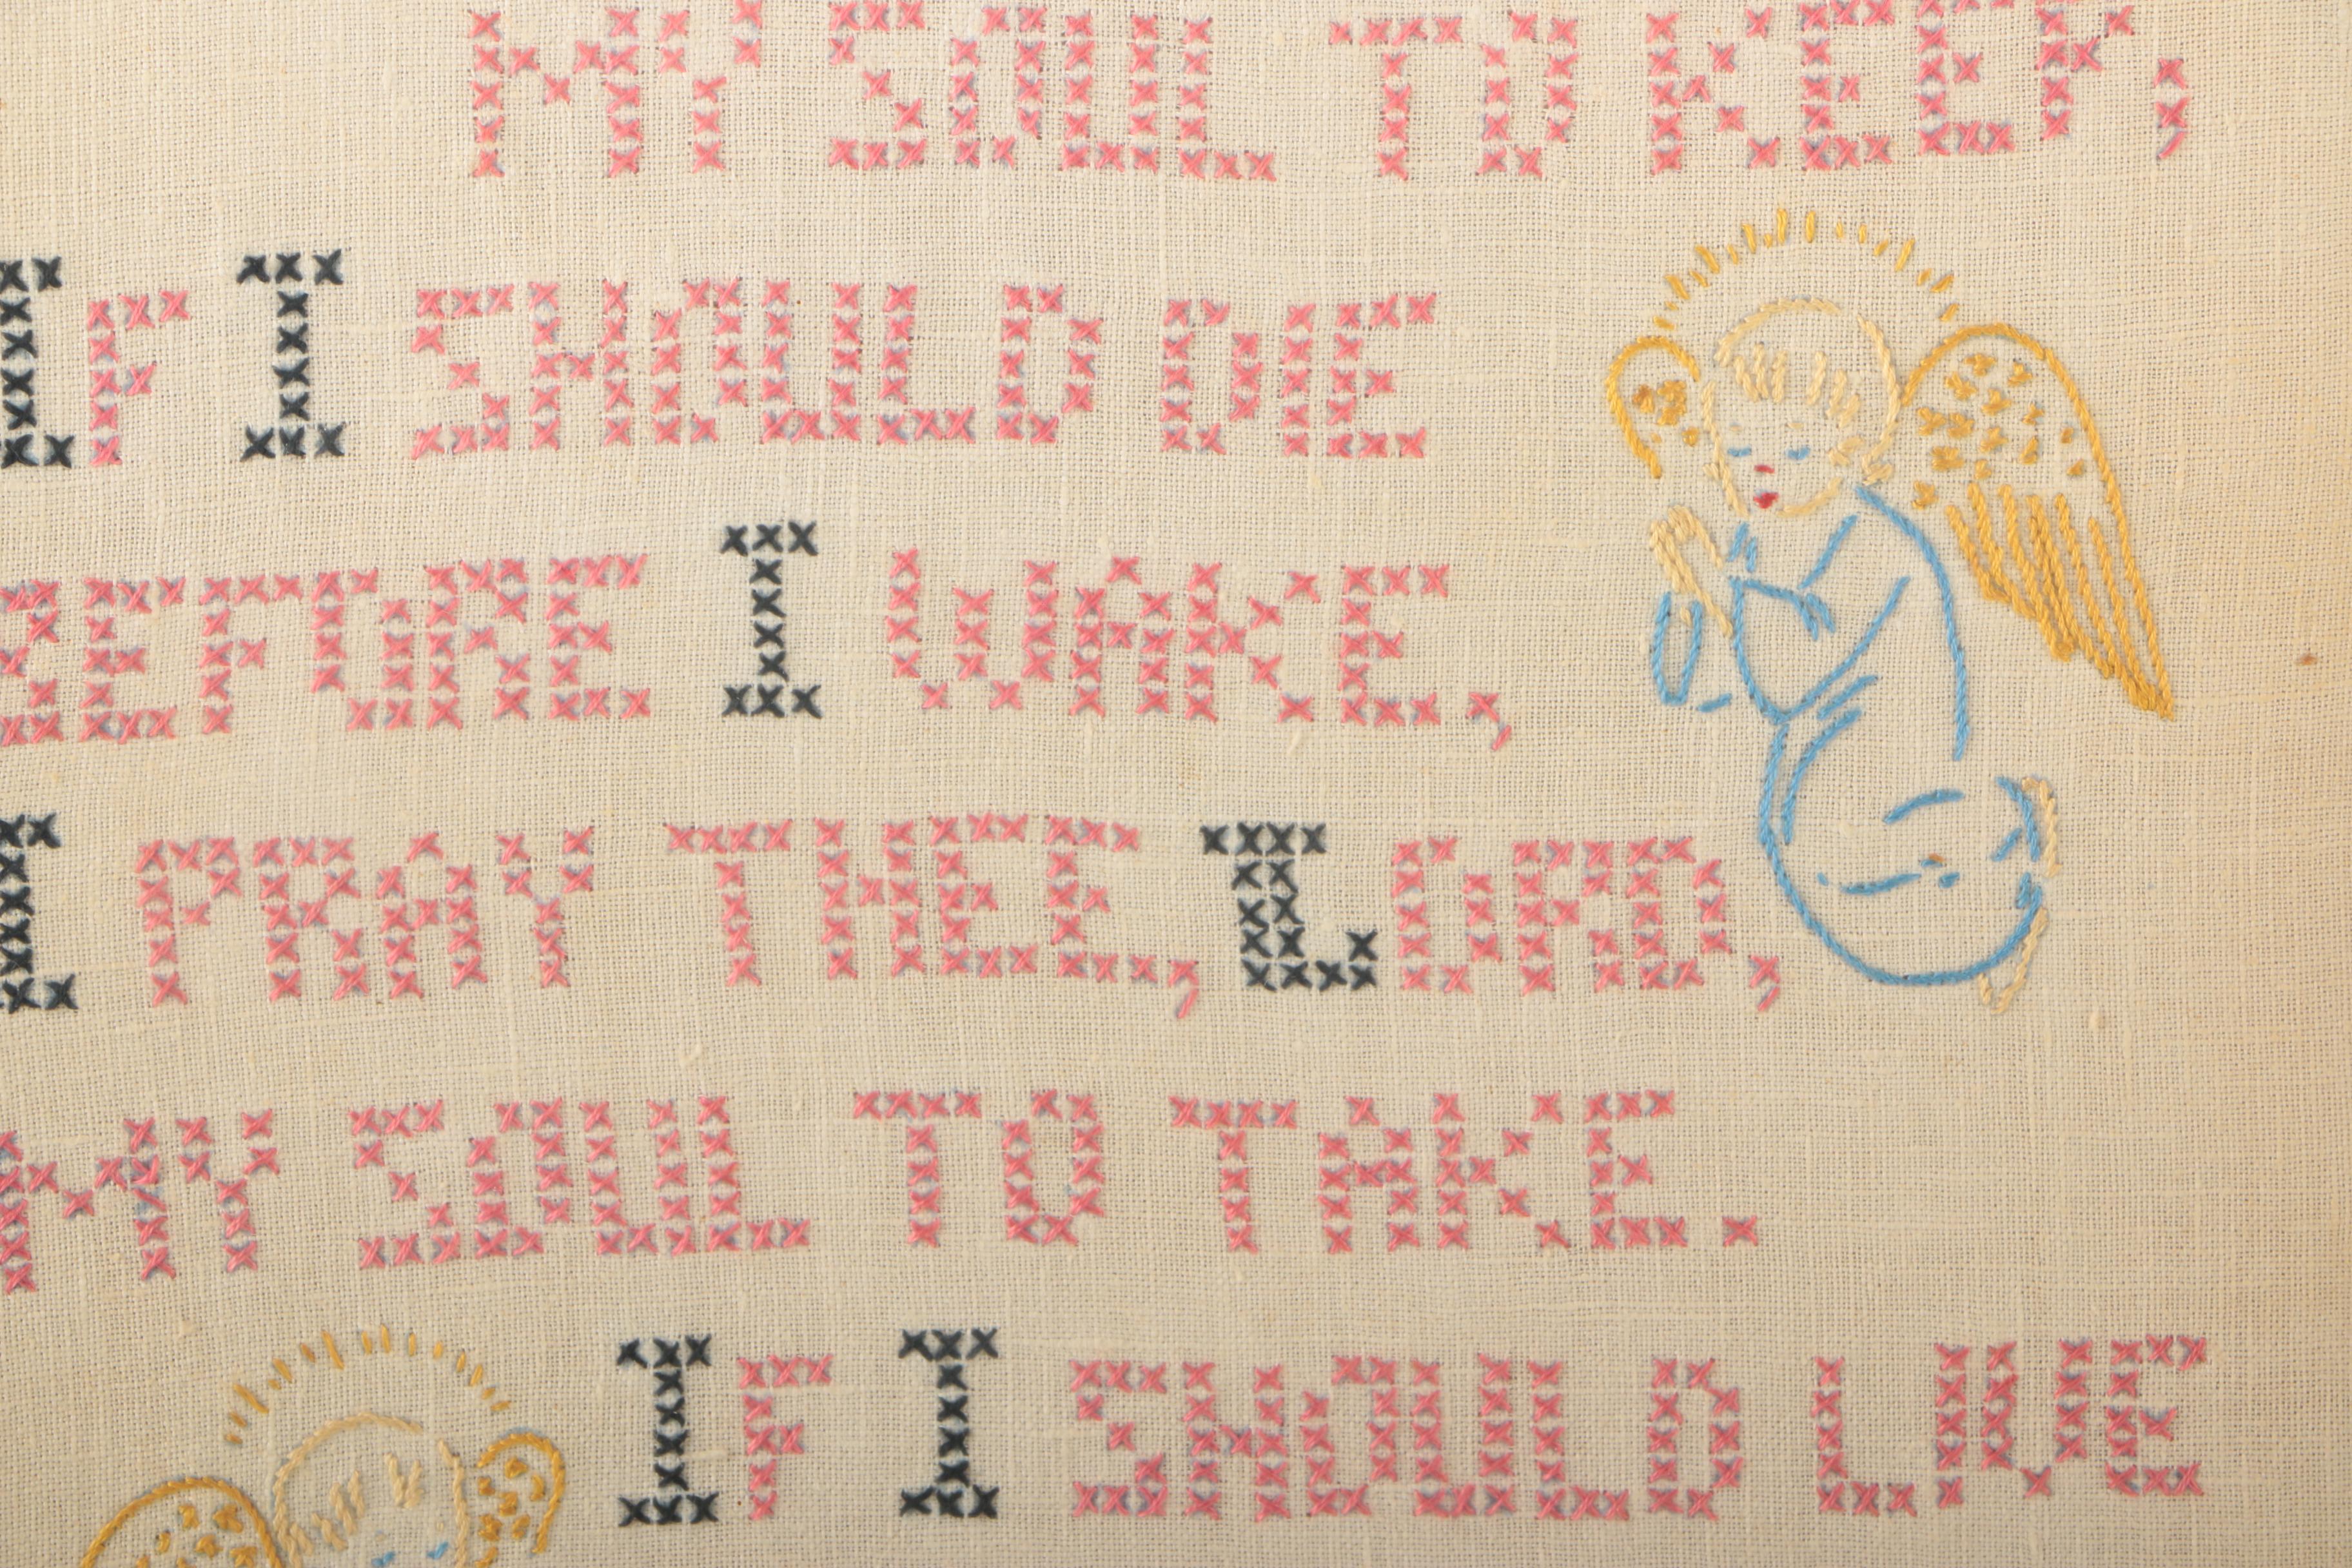 MY SOUL TO KEEP,
IF I SHOULD DIE
BEFORE I WAKE,
I PRAY THEE, LORD,
MY SOUL TO TAKE.
IF I SHOULD LIVE